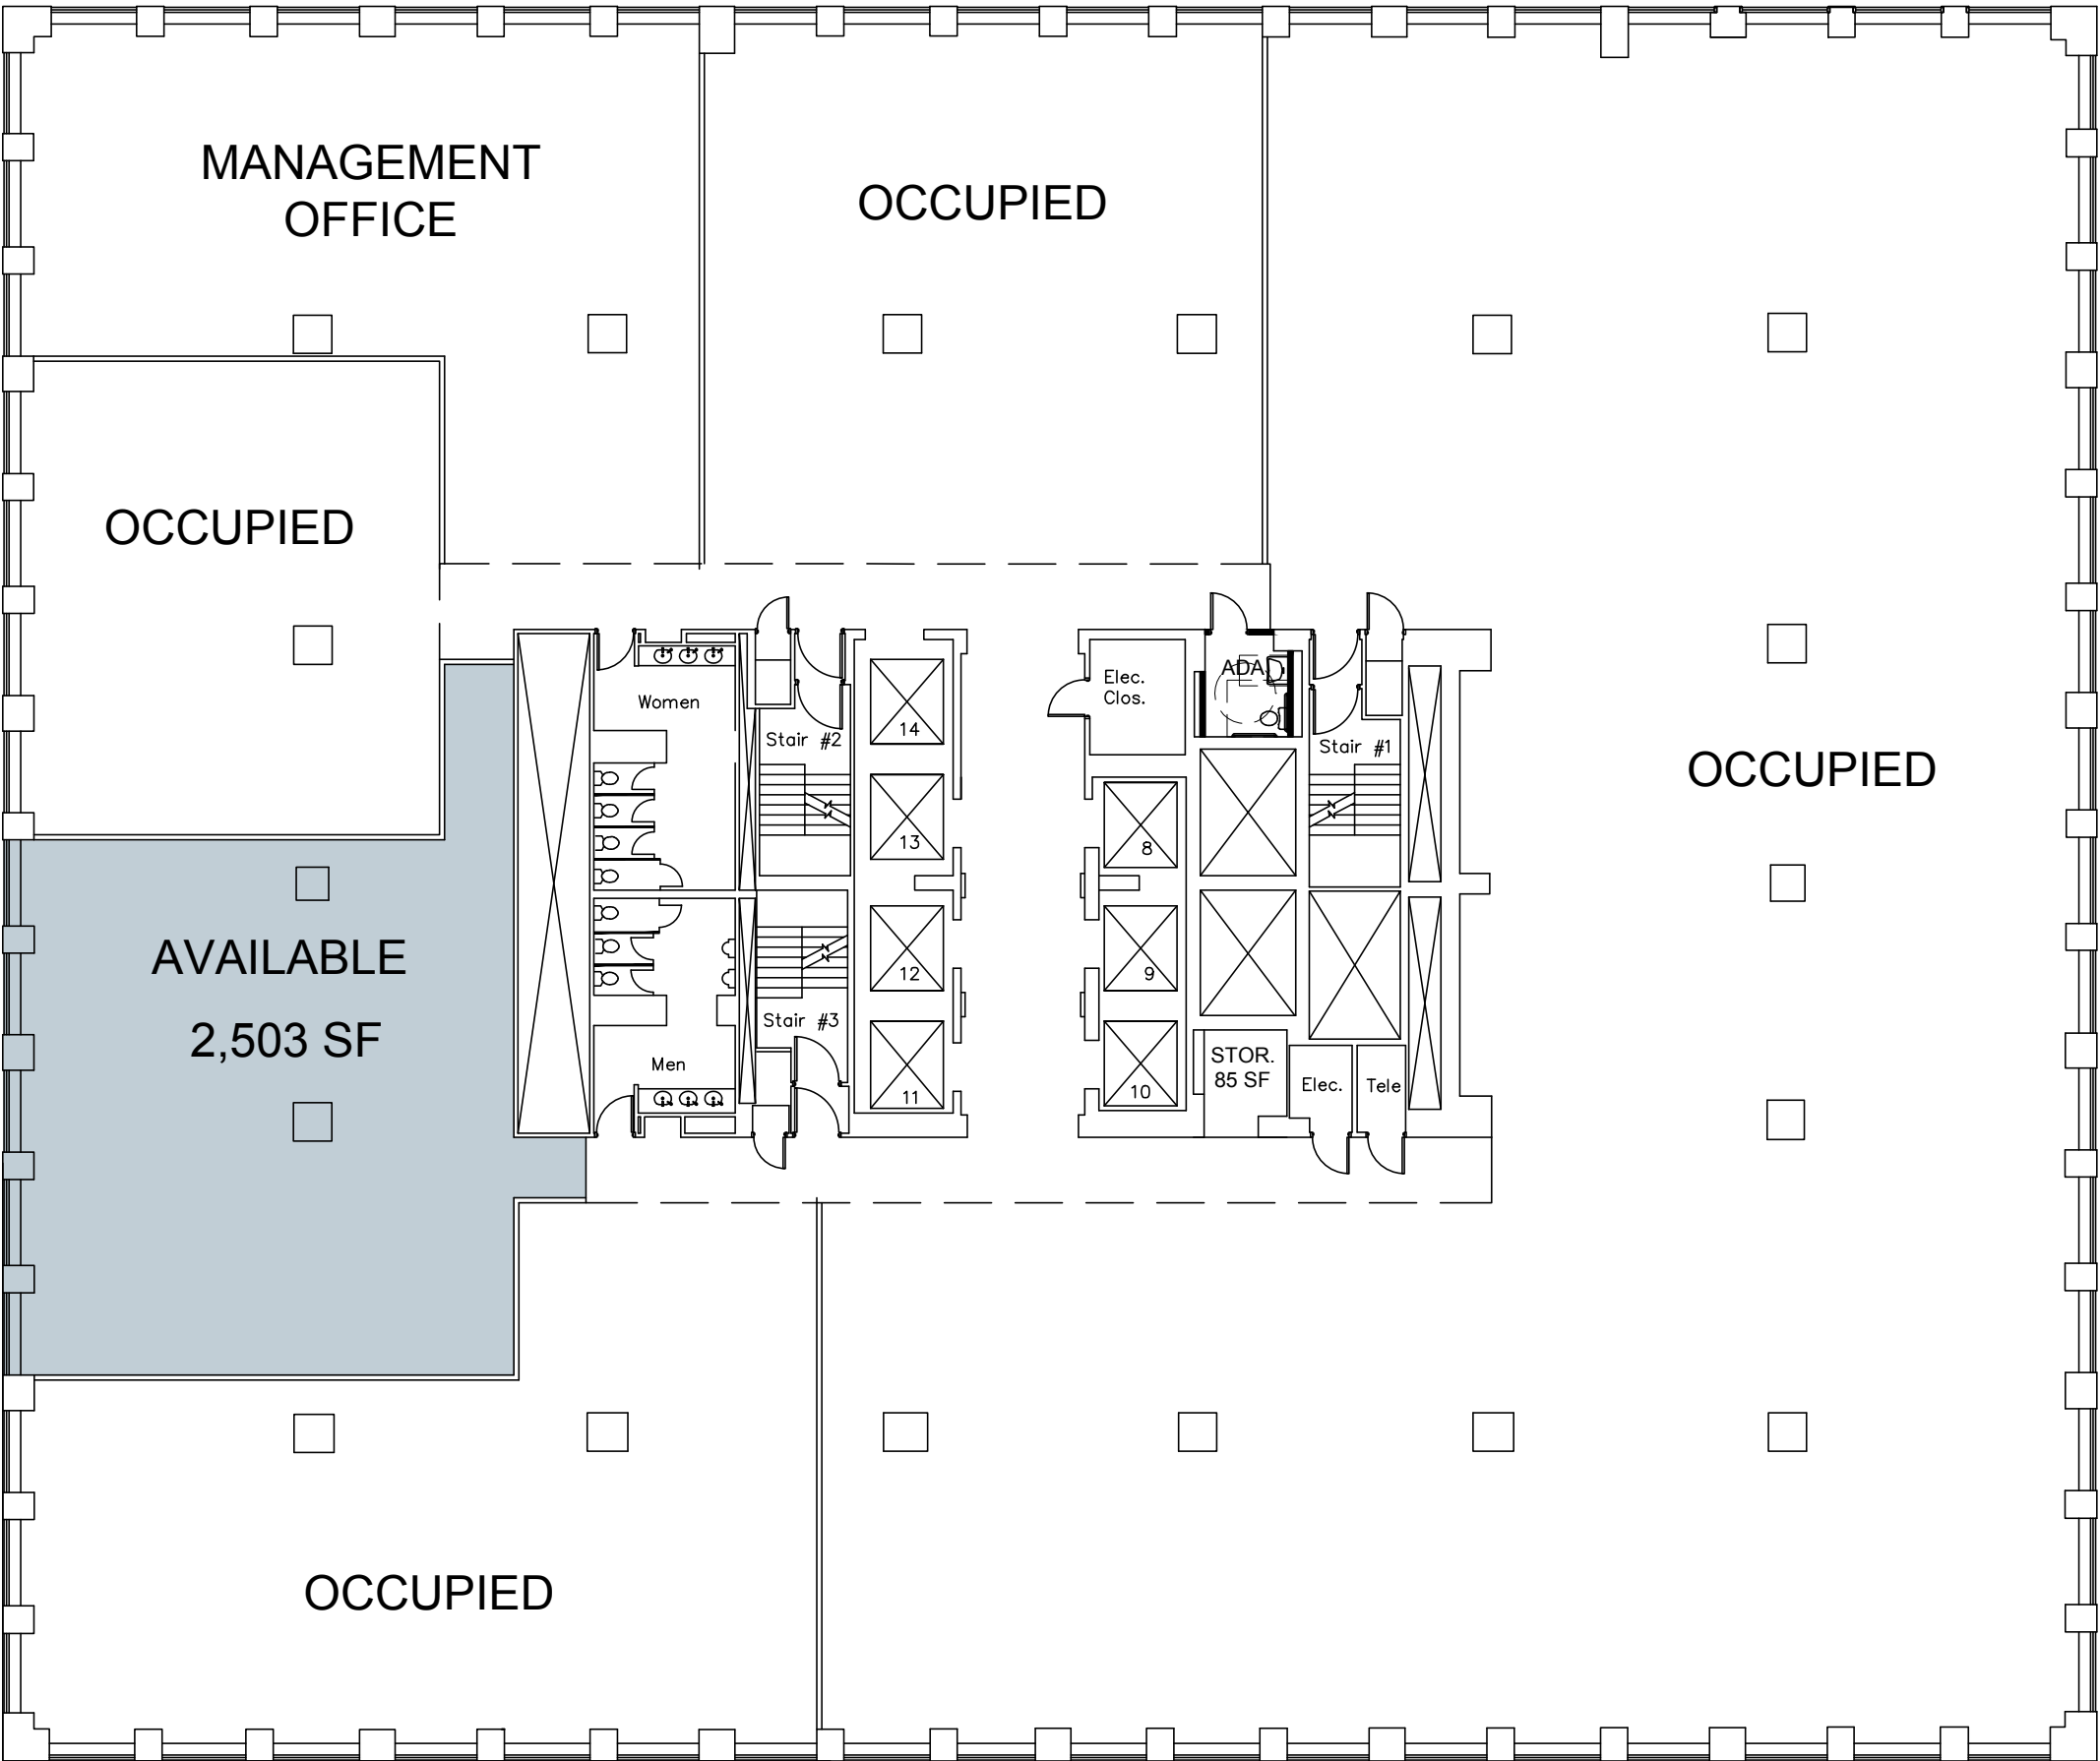 MANAGEMENT
OFFICE
OCCUPIED
OCCUPIED
Women
Stair #2
14
Elec.
Clos.
ADA
Stair #1
OCCUPIED
13
8
AVAILABLE
2,503 SF
12
9
Stair #3
Men
11
10
STOR.
85 SF
Elec.
Tele
OCCUPIED